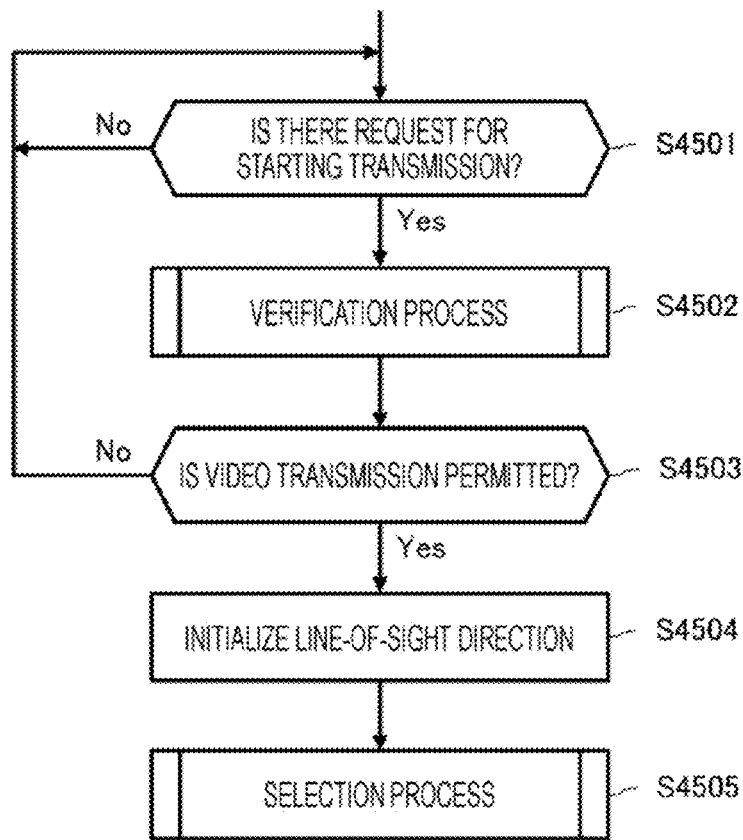 No
IS THERE REQUEST FOR
STARTING TRANSMISSION?
S4501
Yes
VERIFICATION PROCESS
S4502
No
IS VIDEO TRANSMISSION PERMITTED?
S4503
Yes
INITIALIZE LINE-OF-SIGHT DIRECTION
S4504
SELECTION PROCESS
S4505